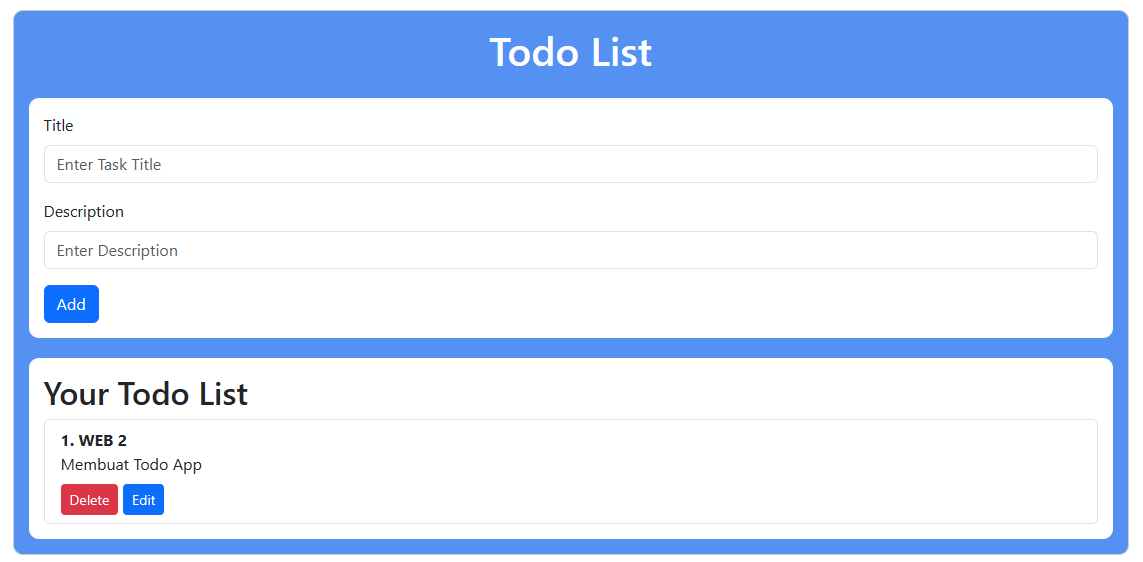 Todo List
Title
Enter Task Title
Description
Enter Description
Add
Your Todo List
1. WEB 2
Membuat Todo App
Delete Edit